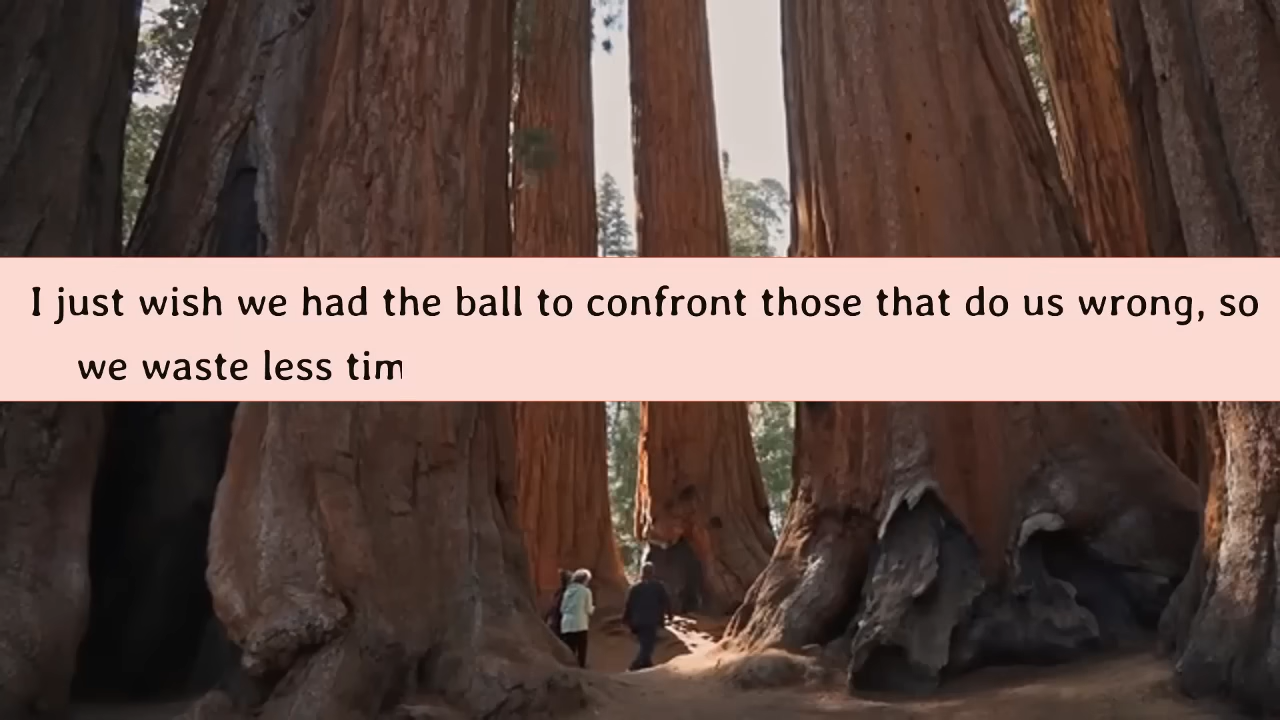 I just wish we had the ball to confront those that do us wrong, so
we waste less tim